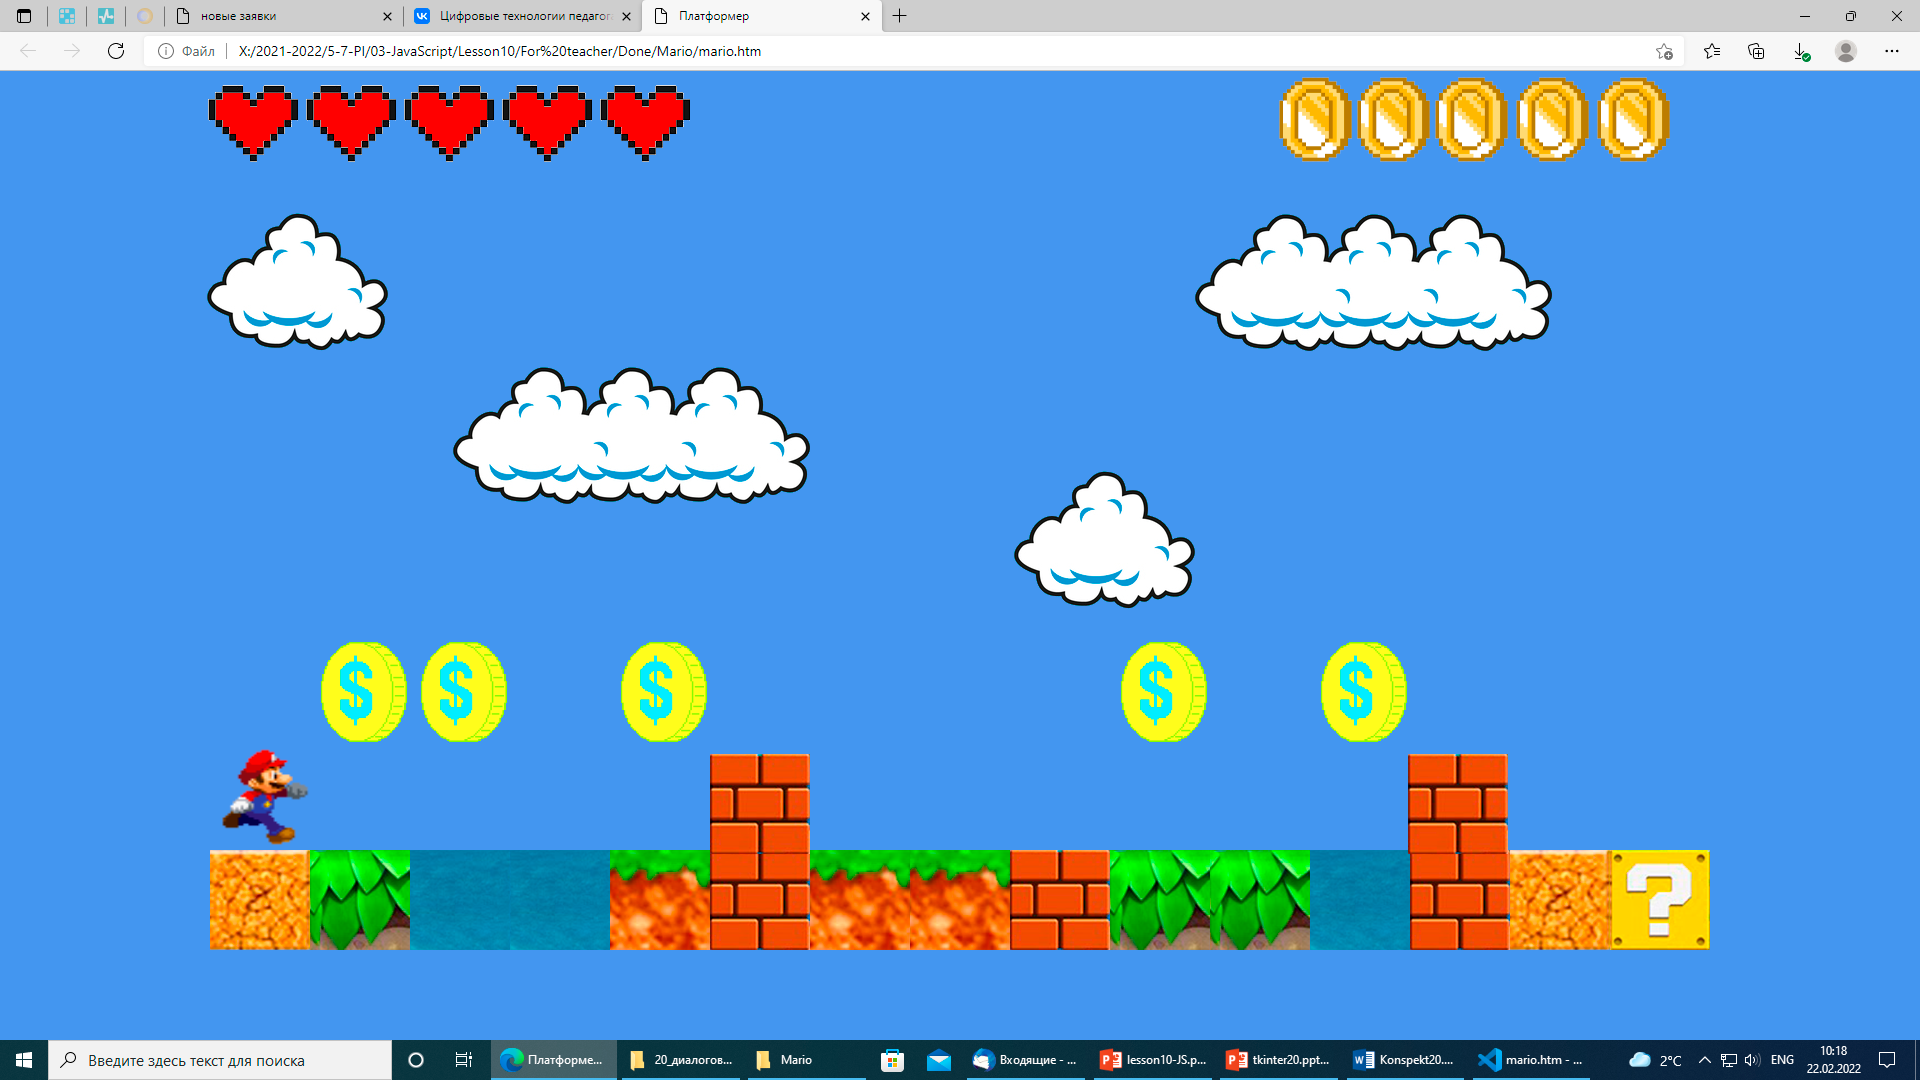 новые заявки
Цифровые технологии педагог
Платформер
Файл
X:/2021-2022/5-7-PI/03-JavaScript/Lesson10/For%20teacher/Done/Mario/mario.htm
$ $ $ $ $
?
Введите здесь текст для поиска
Платформе...
20_диалогов...
Mario
Входящие - ...
lesson10-JS.p...
tkinter20.ppt...
Konspekt20....
mario.htm - ...
2°C
ENG
10:18
22.02.2022